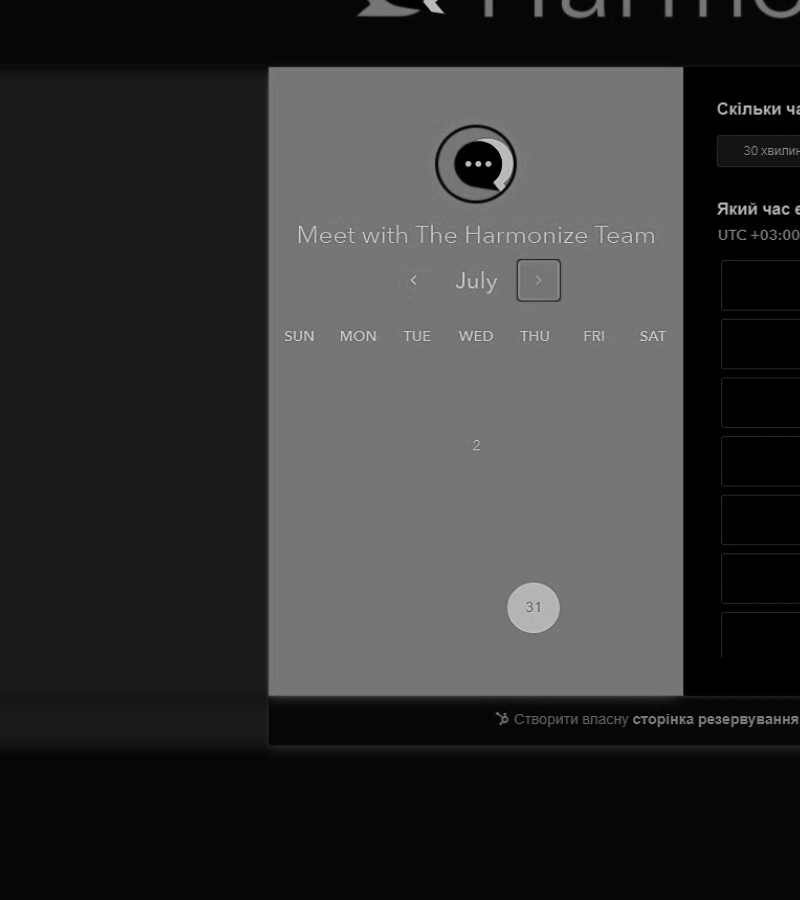 Harmo
Meet with The Harmonize Team
July
SUN MON TUE WED THU FRI SAT
2
31
Скільки ча
30 хвилин
Який час є
UTC +03:00
Створити власну сторінка резервування